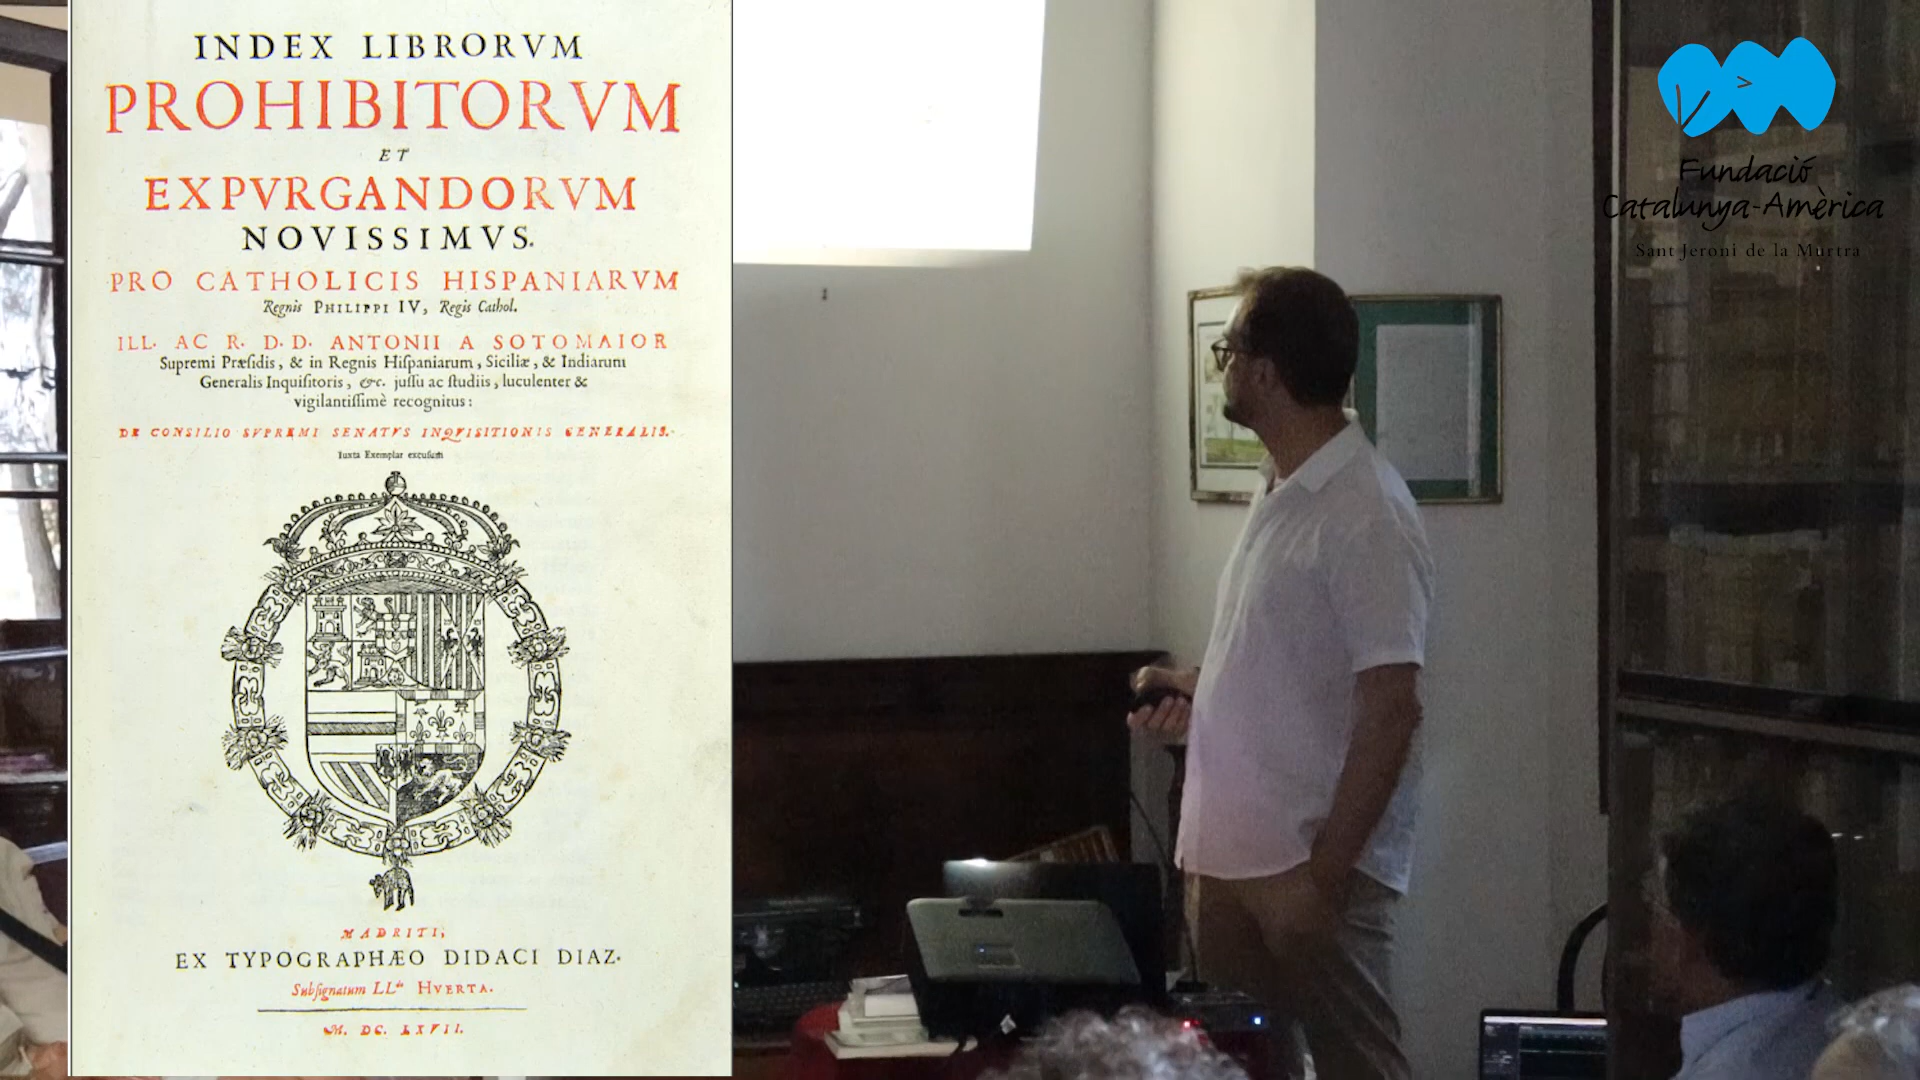 INDEX LIBRORVM
PROHIBITORVM
ET
EXPVRGANDORVM
NOVISSIMVS.
PRO CATHOLICIS HISPANIARVM
Regnis PHILIPPI IV, Regis Cathol.
ILL. AC R. D. D. ANTONII A SOTOMAIOR
Supremi Præſidis, & in Regnis Hiſpaniarum, Siciliæ, & Indiarum
Generalis Inquiſitoris, &c. juſſu ac ſtudiis, luculenter &
vigilantiſſimè recognitus:
DE CONSILIO SVPREMI SENATVS INQVISITIONIS GENERALIS.
Iuxta Exemplar excuſum
MADRITI,
EX TYPOGRAPHÆO DIDACI DIAZ.
Subſignatum LL.do HVERTA.
M. DC. LXVII.
Fundació
Catalunya-Amèrica
Sant Jeroni de la Murtra